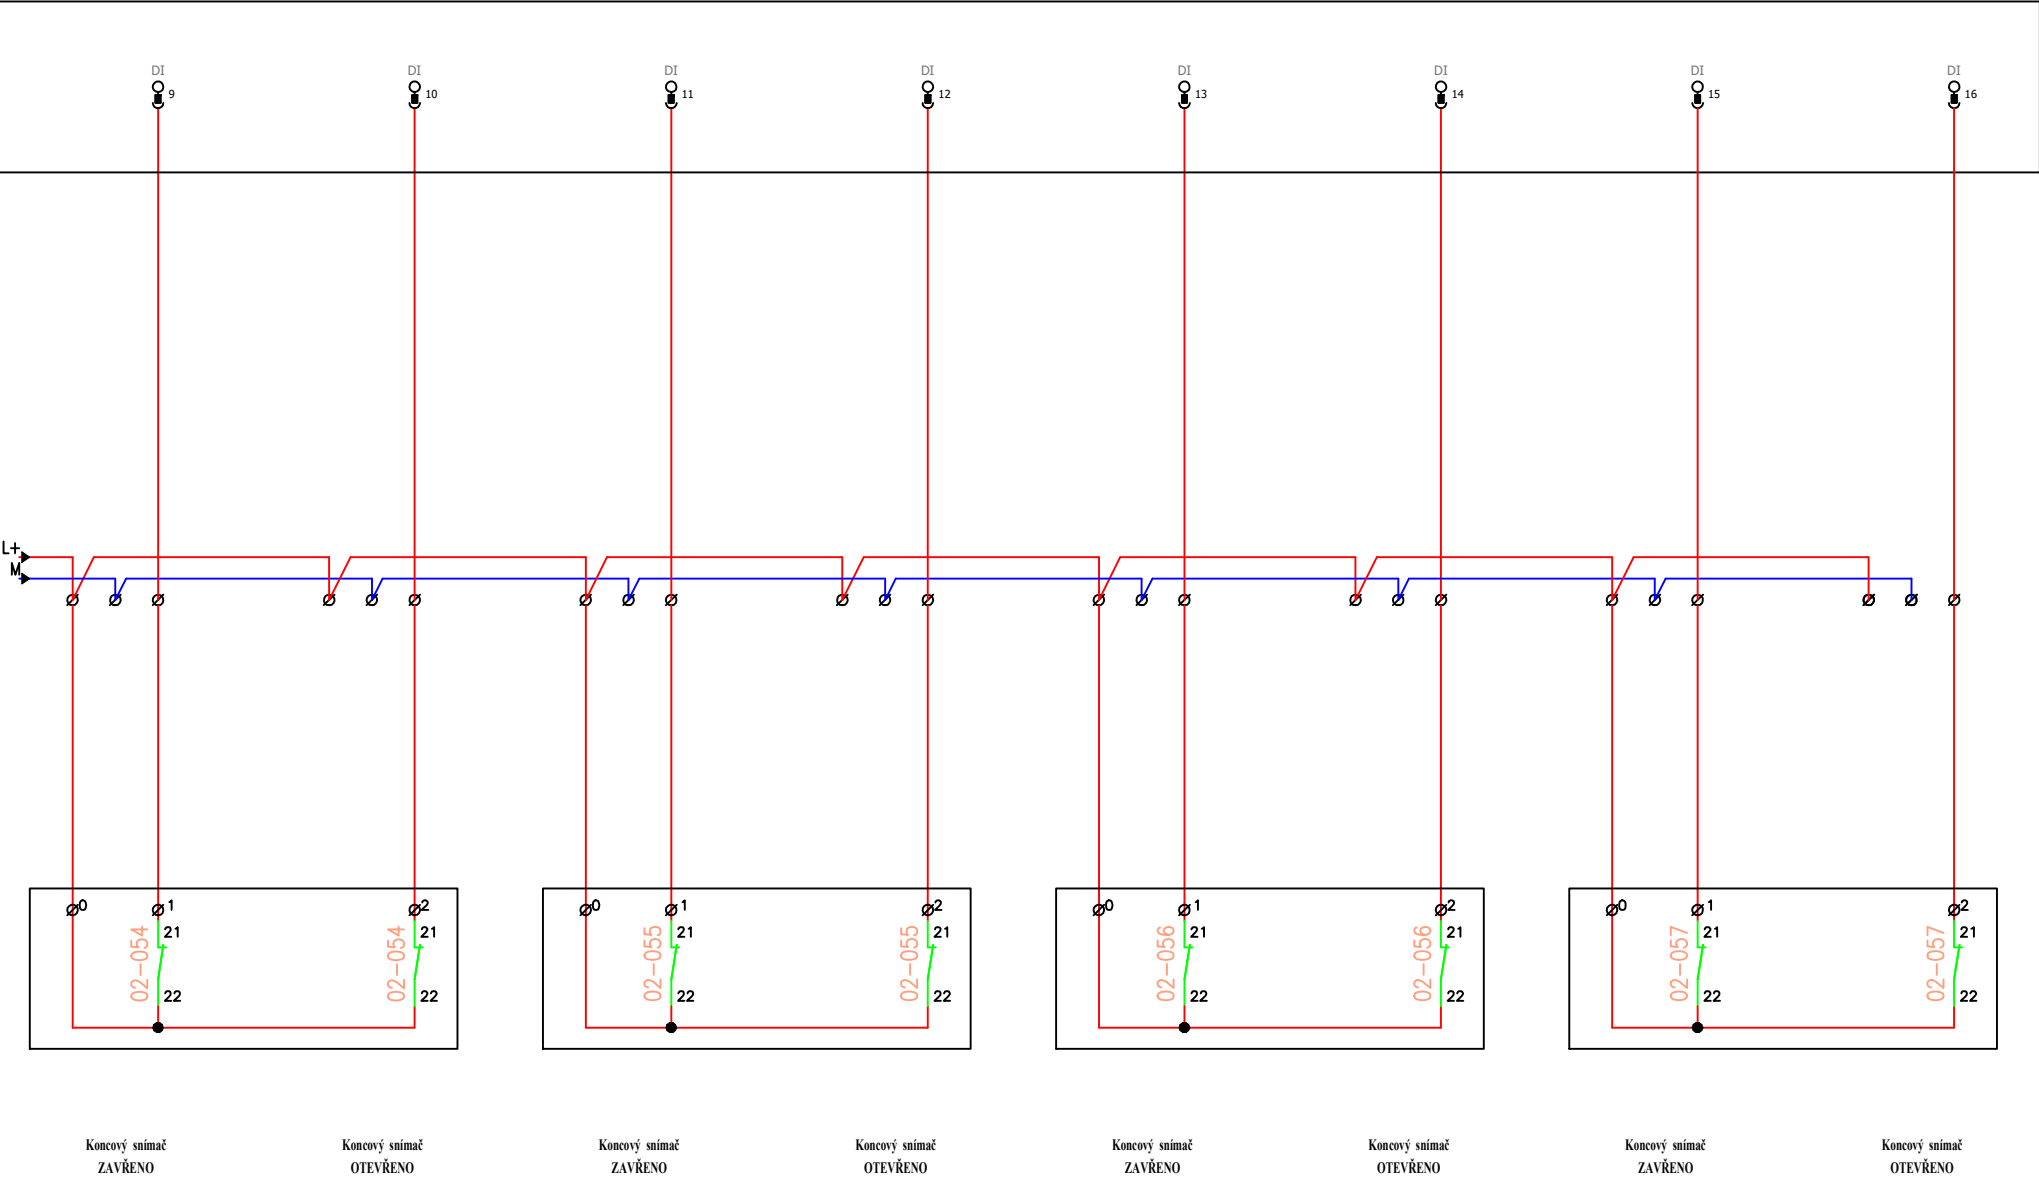 DI DI DI DI DI DI DI DI
9 10 11 12 13 14 15 16
L+
M
0 1 2 0 1 2 0 1 2 0 1 2
21 21 21 21 21 21 21 21
02-054 02-054 02-055 02-055 02-056 02-056 02-057 02-057
22 22 22 22 22 22 22 22
Koncový snímač Koncový snímač Koncový snímač Koncový snímač Koncový snímač Koncový snímač Koncový snímač Koncový snímač
ZAVŘENO OTEVŘENO ZAVŘENO OTEVŘENO ZAVŘENO OTEVŘENO ZAVŘENO OTEVŘENO